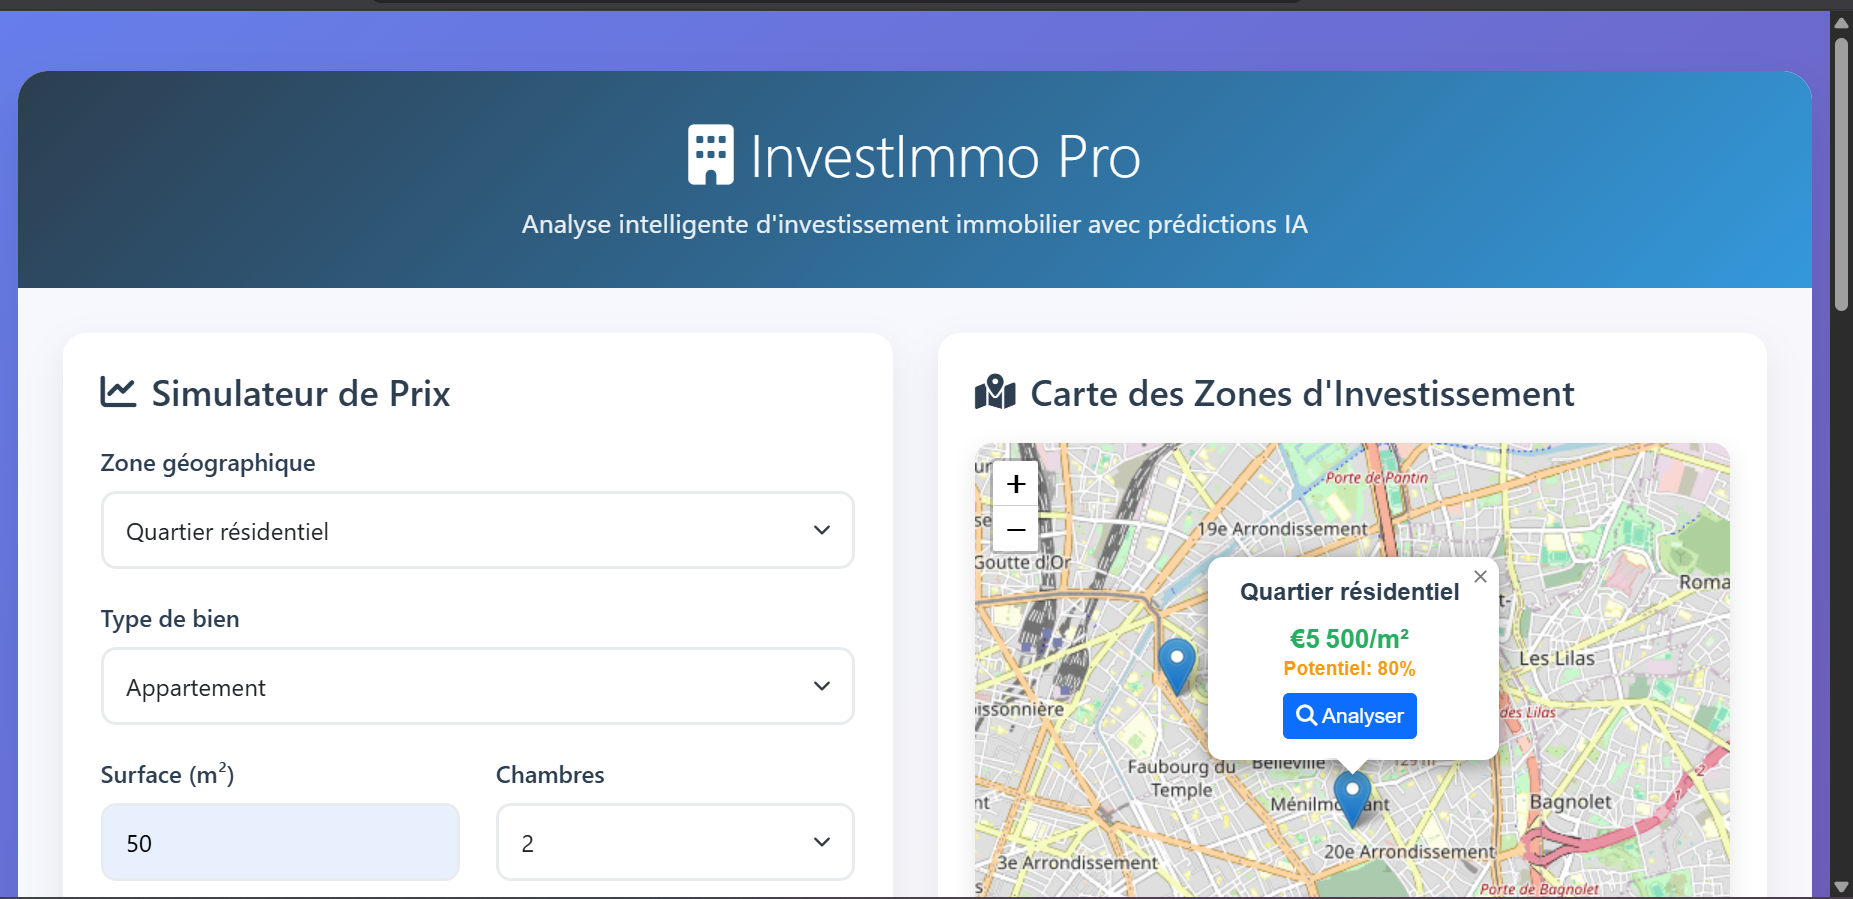 InvestImmo Pro
Analyse intelligente d'investissement immobilier avec prédictions IA
Simulateur de Prix
Zone géographique
Quartier résidentiel
Type de bien
Appartement
Surface (m²)
Chambres
50
2
Carte des Zones d'Investissement
+
−
Porte de Pantin
19e Arrondissement
Goutte d'Or
Quartier résidentiel
×
€5 500/m²
Potentiel: 80%
Analyser
Roma
Les Lilas
des Lilas
issonnière
Faubourg du
Temple
Belleville
129 m
Ménilmontant
Bagnolet
2
20e Arrondissement
3e Arrondissement
Porte de Bagnolet